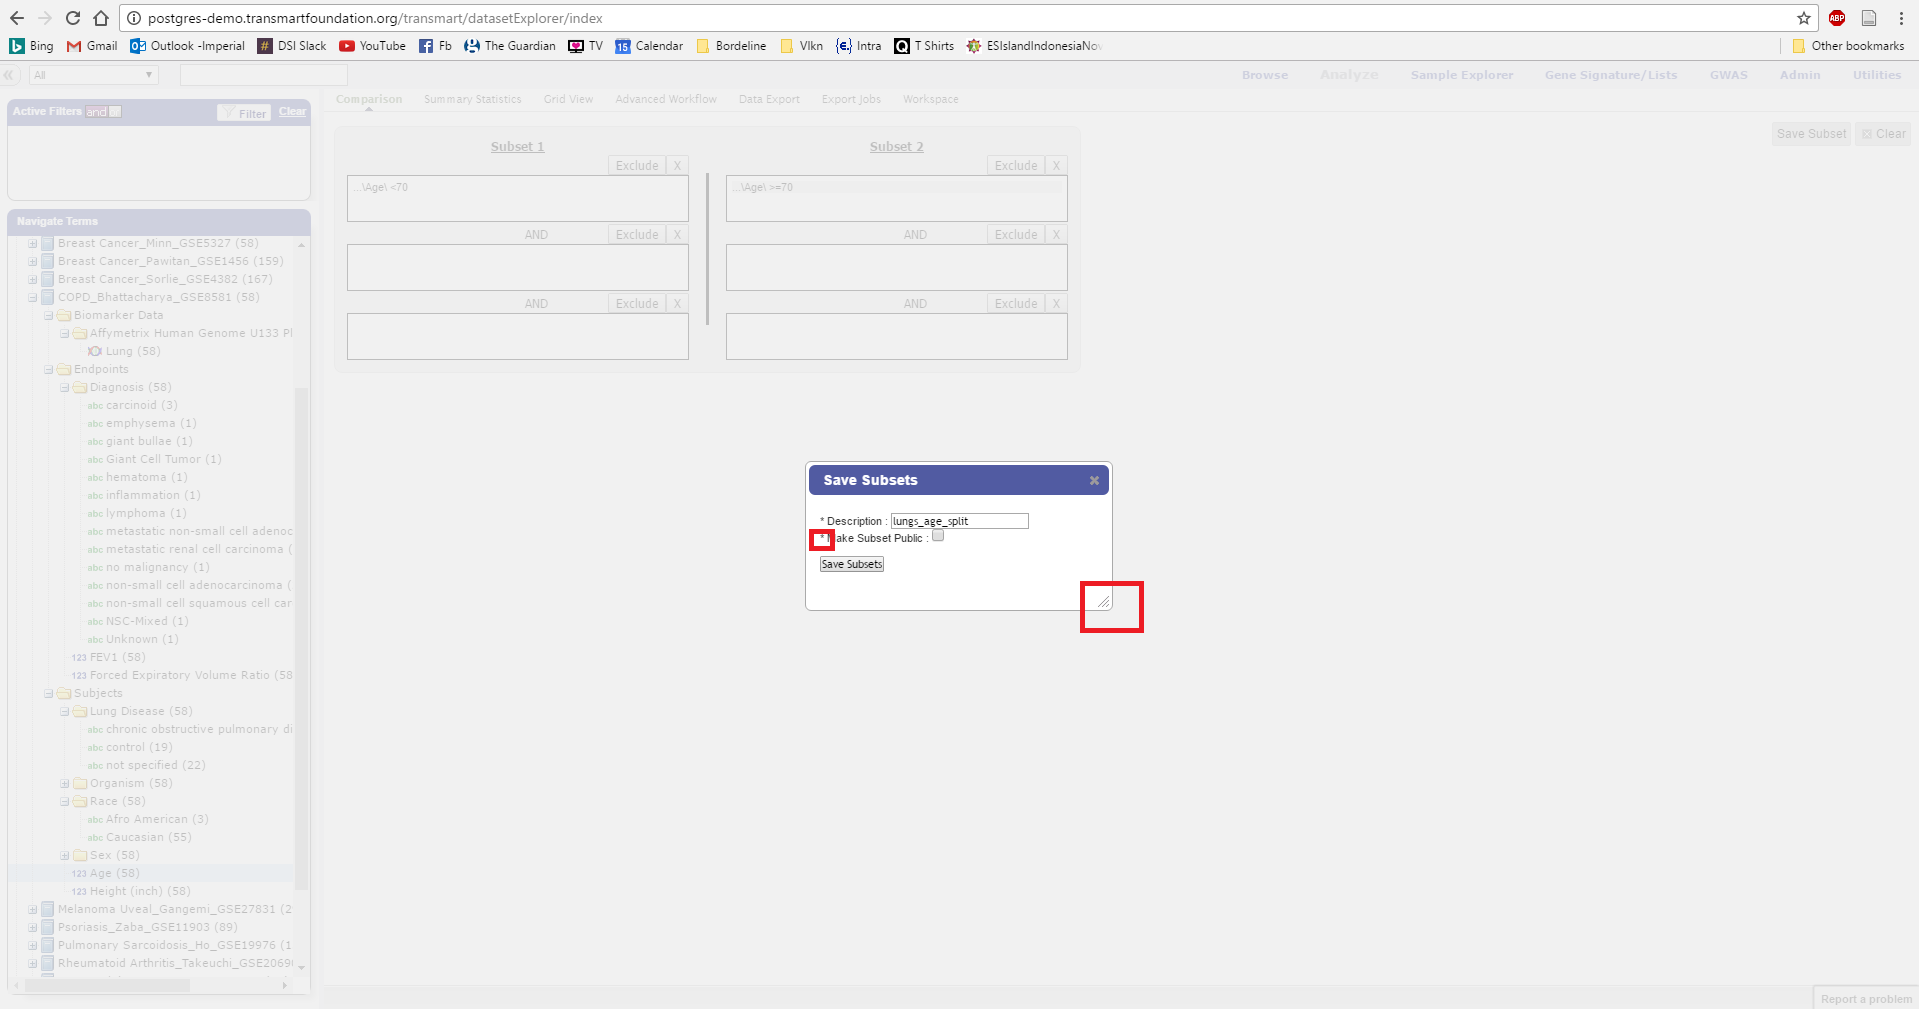 postgres-demo.transmartfoundation.org/transmart/datasetExplorer/index
ABP
Bing Gmail Outlook -Imperial # DSI Slack YouTube Fb The Guardian TV 15 Calendar Bordeline Vlkn {e.} Intra Q T Shirts ESIslandIndonesiaNov Other bookmarks
All
Browse Analyze Sample Explorer Gene Signature/Lists GWAS Admin Utilities
Active Filters and Filter Clear
Comparison Summary Statistics Grid View Advanced Workflow Data Export Export Jobs Workspace
Save Subset Clear
Subset 1 Subset 2
Exclude X Exclude X
...\Age\ <70 ...\Age\ >=70
AND Exclude X AND Exclude X
AND Exclude X AND Exclude X
Navigate Terms
Breast Cancer_Minn_GSE5327 (58)
Breast Cancer_Pawitan_GSE1456 (159)
Breast Cancer_Sorlie_GSE4382 (167)
COPD_Bhattacharya_GSE8581 (58)
Biomarker Data
Affymetrix Human Genome U133 Pl
Lung (58)
Endpoints
Diagnosis (58)
abc carcinoid (3)
abc emphysema (1)
abc giant bullae (1)
abc Giant Cell Tumor (1)
abc hematoma (1)
abc inflammation (1)
abc lymphoma (1)
abc metastatic non-small cell adenoc
abc metastatic renal cell carcinoma (
abc no malignancy (1)
abc non-small cell adenocarcinoma (
abc non-small cell squamous cell car
abc NSC-Mixed (1)
abc Unknown (1)
123 FEV1 (58)
123 Forced Expiratory Volume Ratio (58
Subjects
Lung Disease (58)
abc chronic obstructive pulmonary di
abc control (19)
abc not specified (22)
Organism (58)
Race (58)
abc Afro American (3)
abc Caucasian (55)
Sex (58)
123 Age (58)
123 Height (inch) (58)
Melanoma Uveal_Gangemi_GSE27831 (2
Psoriasis_Zaba_GSE11903 (89)
Pulmonary Sarcoidosis_Ho_GSE19976 (1
Rheumatoid Arthritis_Takeuchi_GSE2069
Save Subsets
* Description : lungs_age_split
* Make Subset Public :
Save Subsets
Report a problem